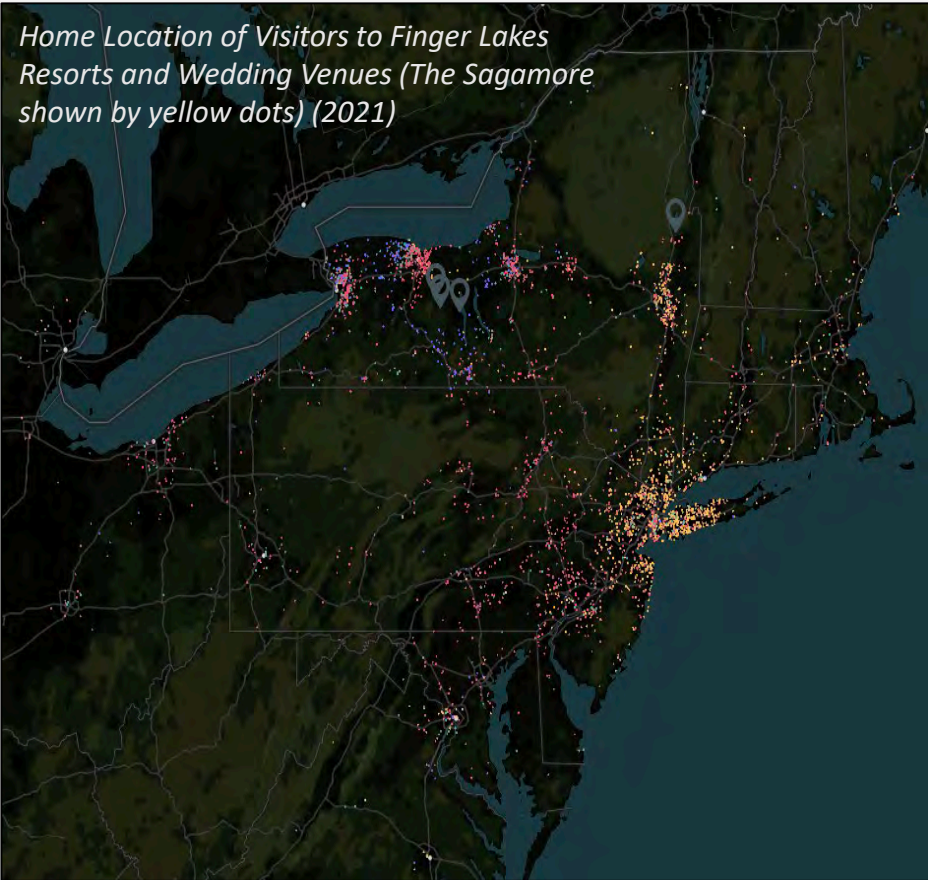 Home Location of Visitors to Finger Lakes
Resorts and Wedding Venues (The Sagamore
shown by yellow dots) (2021)